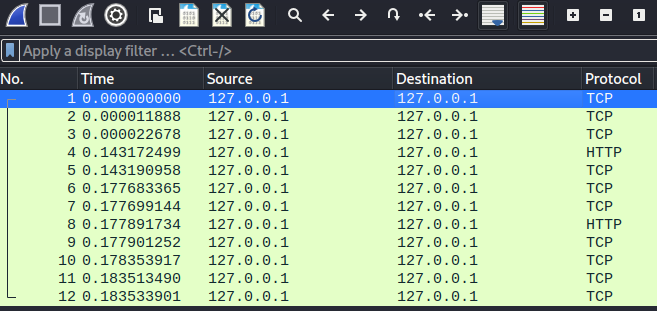 Apply a display filter ... <Ctrl-/>
No. Time Source Destination Protocol
1 0.000000000 127.0.0.1 127.0.0.1 TCP
2 0.000011888 127.0.0.1 127.0.0.1 TCP
3 0.000022678 127.0.0.1 127.0.0.1 TCP
4 0.143172499 127.0.0.1 127.0.0.1 HTTP
5 0.143190958 127.0.0.1 127.0.0.1 TCP
6 0.177683365 127.0.0.1 127.0.0.1 TCP
7 0.177699144 127.0.0.1 127.0.0.1 TCP
8 0.177891734 127.0.0.1 127.0.0.1 HTTP
9 0.177901252 127.0.0.1 127.0.0.1 TCP
10 0.178353917 127.0.0.1 127.0.0.1 TCP
11 0.183513490 127.0.0.1 127.0.0.1 TCP
12 0.183533901 127.0.0.1 127.0.0.1 TCP